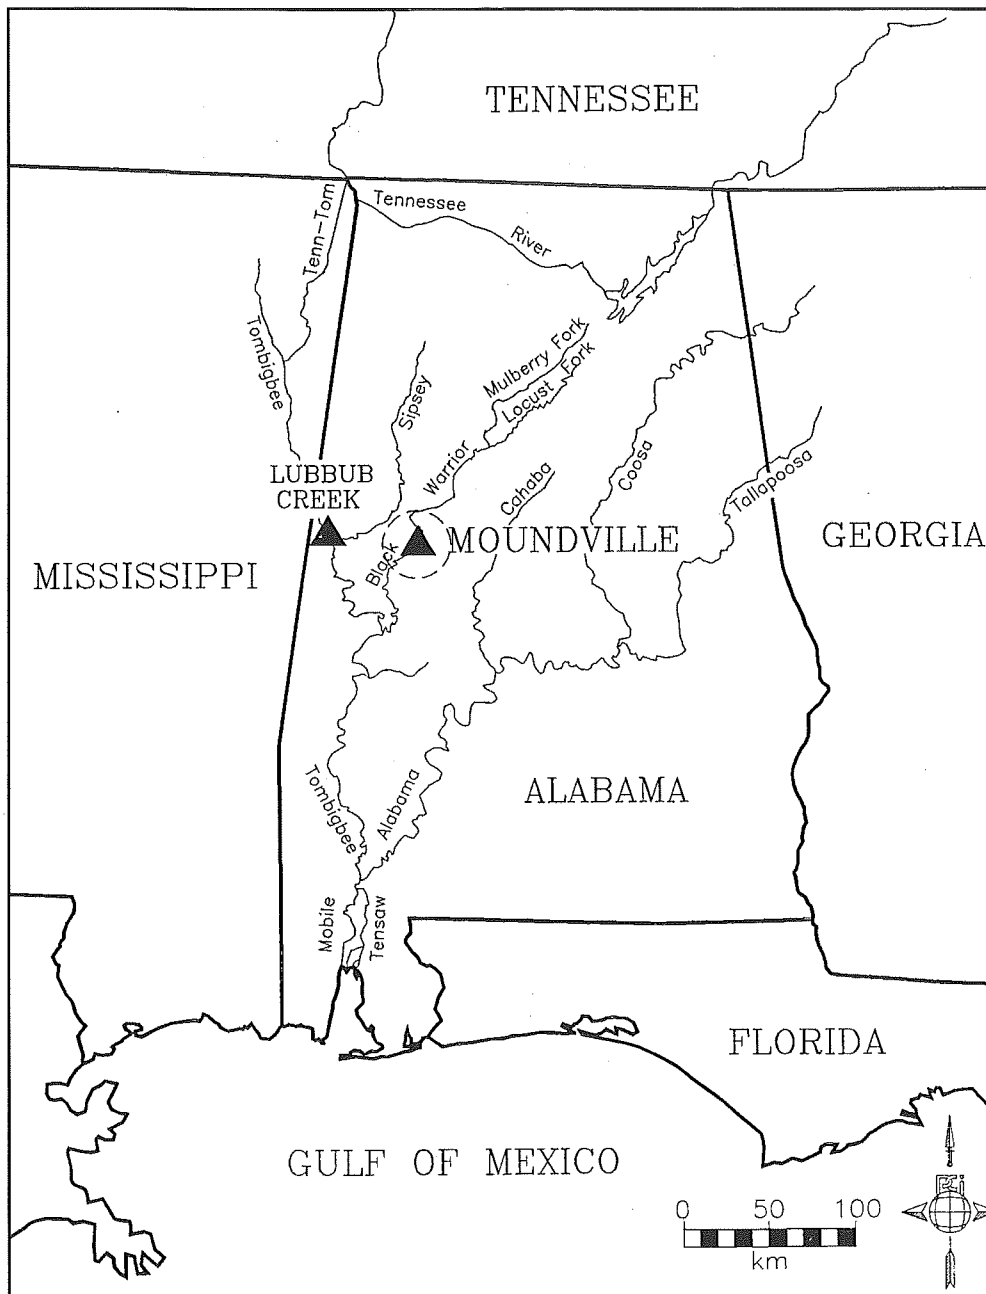 TENNESSEE
Tennessee
River
Tenn-Tom
Tombigbee
Mulberry Fork
Locust Fork
Sipsey
Warrior
Cahaba
Coosa
Tallapoosa
LUBBUB
CREEK
MOUNDVILLE
GEORGIA
Black
MISSISSIPPI
ALABAMA
Tombigbee
Alabama
Mobile
Tensaw
FLORIDA
GULF OF MEXICO
0 50 100
km